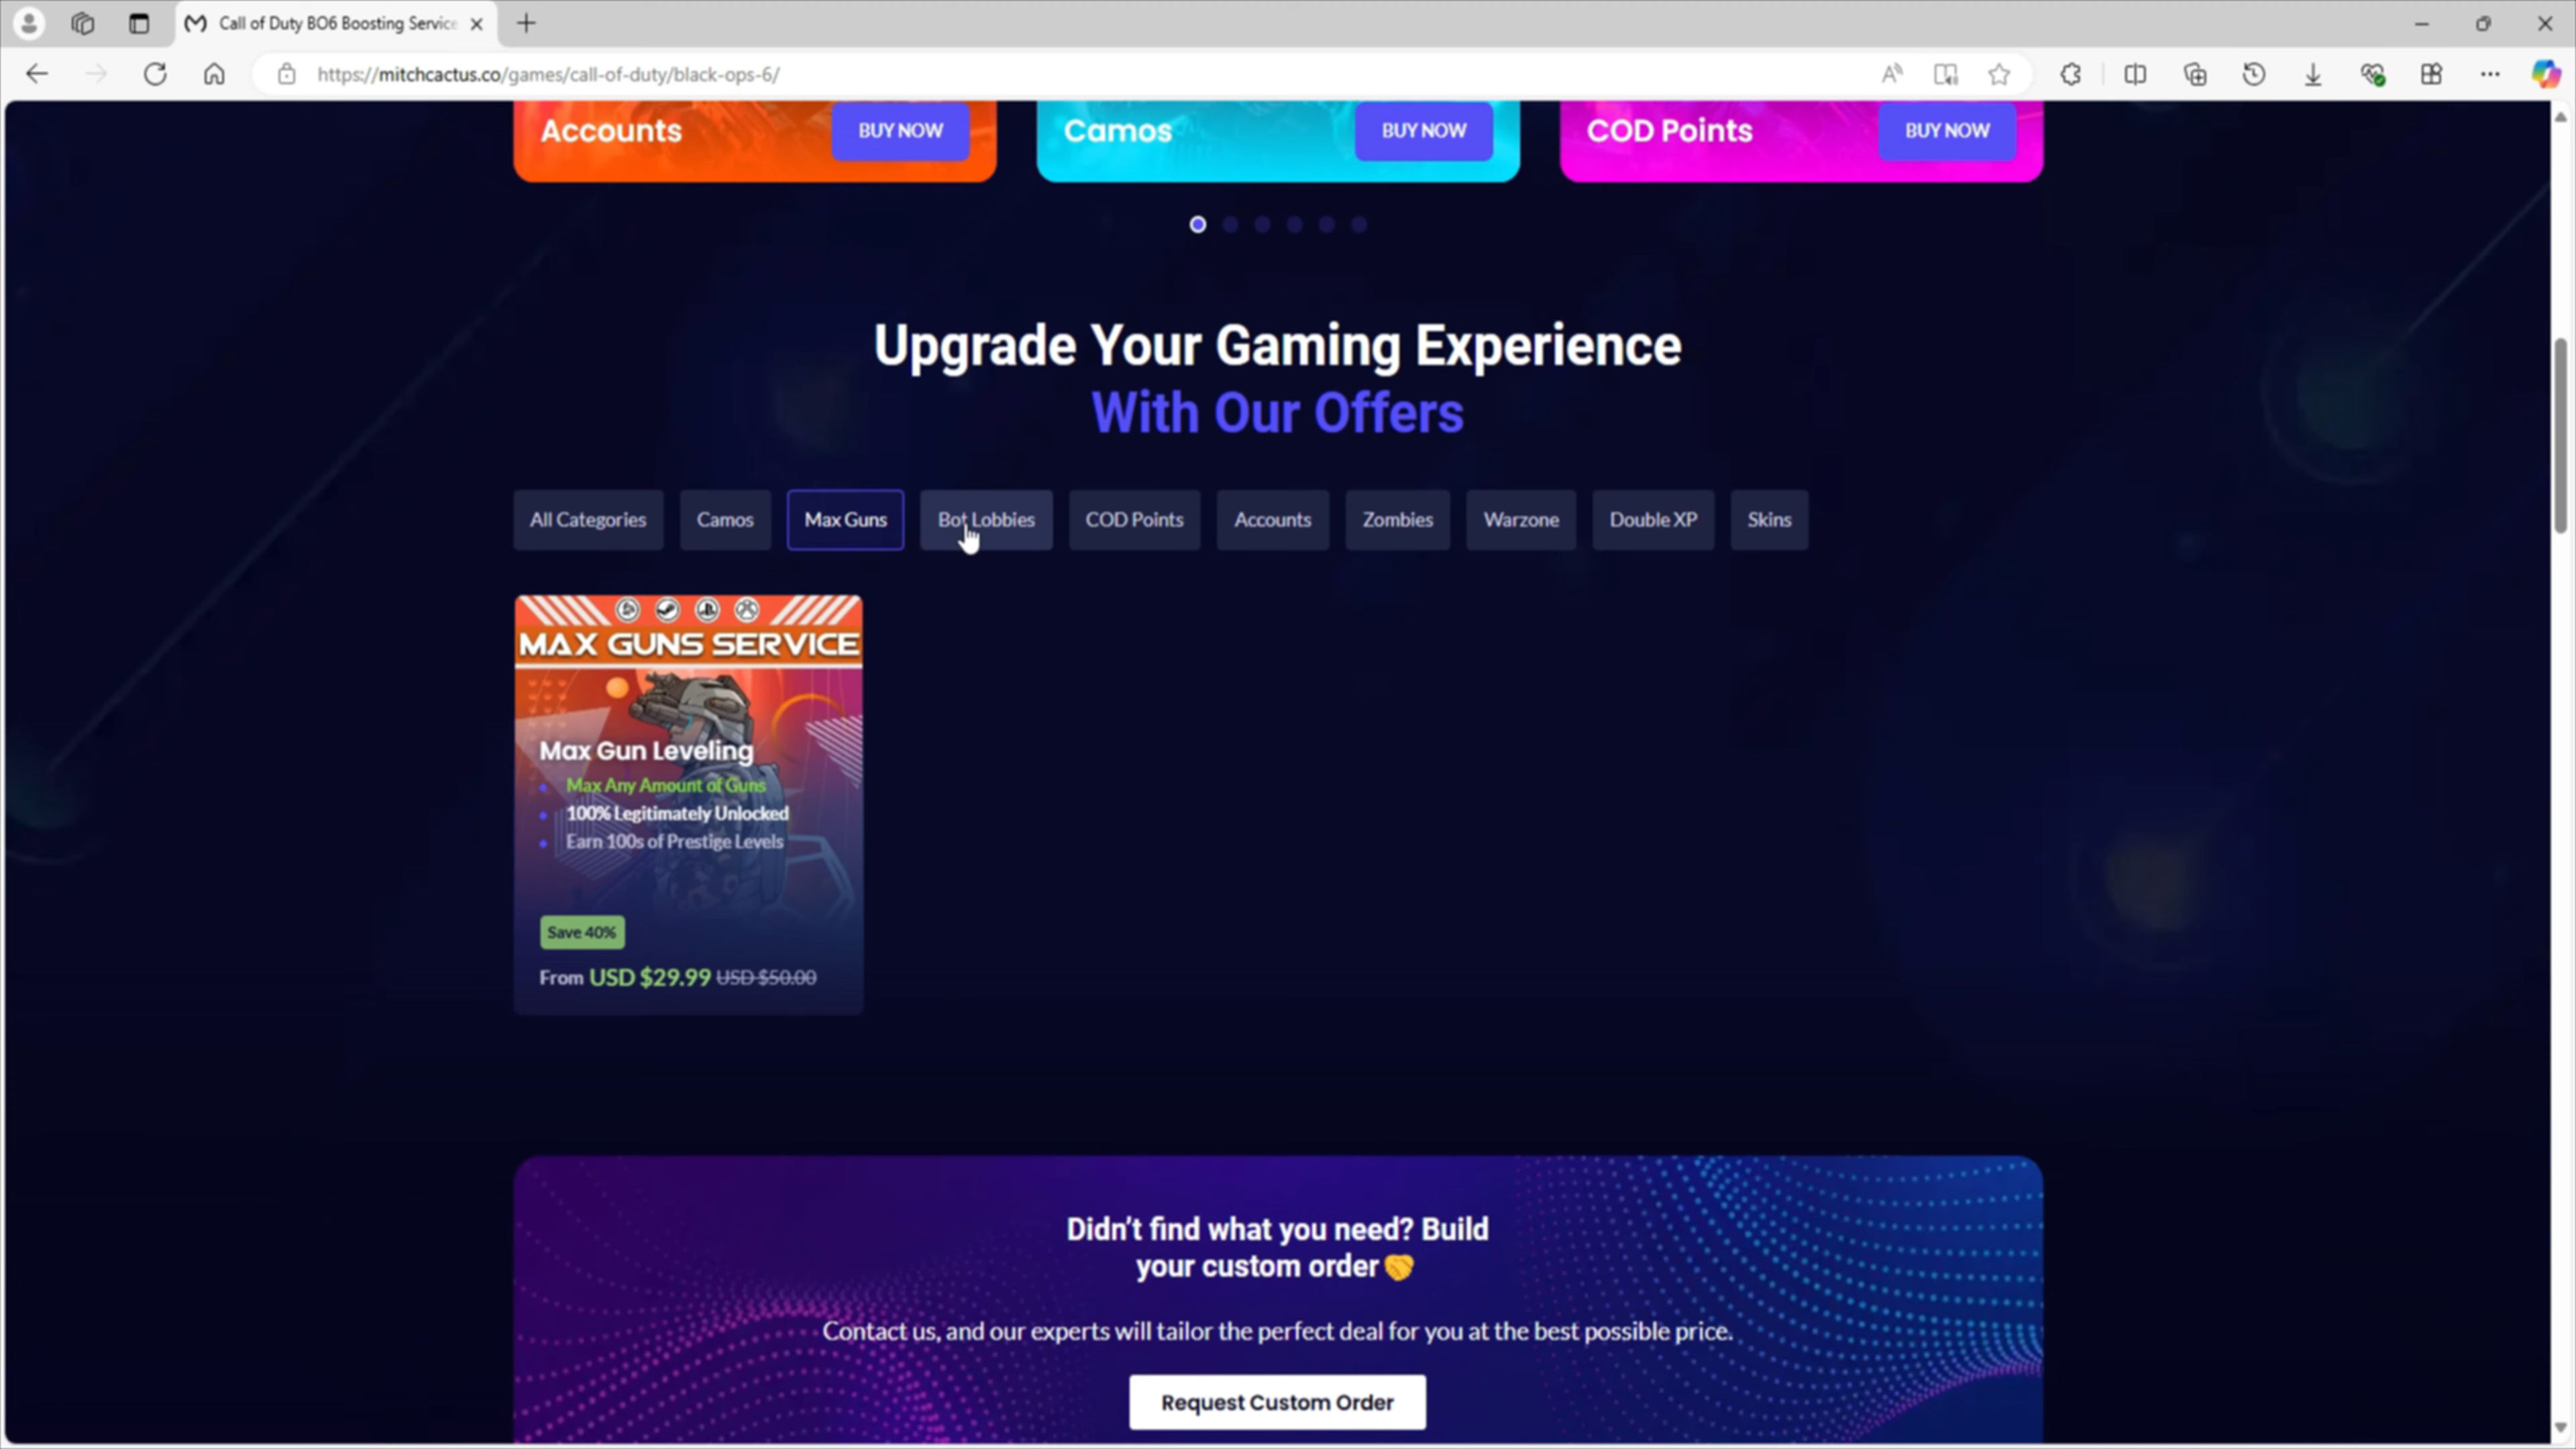 Call of Duty BO6 Boosting Service
https://mitchcactus.co/games/call-of-duty/black-ops-6/
Accounts
BUY NOW
Camos
BUY NOW
COD Points
BUY NOW
Upgrade Your Gaming Experience
With Our Offers
All Categories
Camos
Max Guns
Bot Lobbies
COD Points
Accounts
Zombies
Warzone
Double XP
Skins
MAX GUNS SERVICE
Max Gun Leveling
Max Any Amount of Guns
100% Legitimately Unlocked
Earn 100s of Prestige Levels
Save 40%
From USD $29.99 USD $50.00
Didn't find what you need? Build
your custom order
Contact us, and our experts will tailor the perfect deal for you at the best possible price.
Request Custom Order